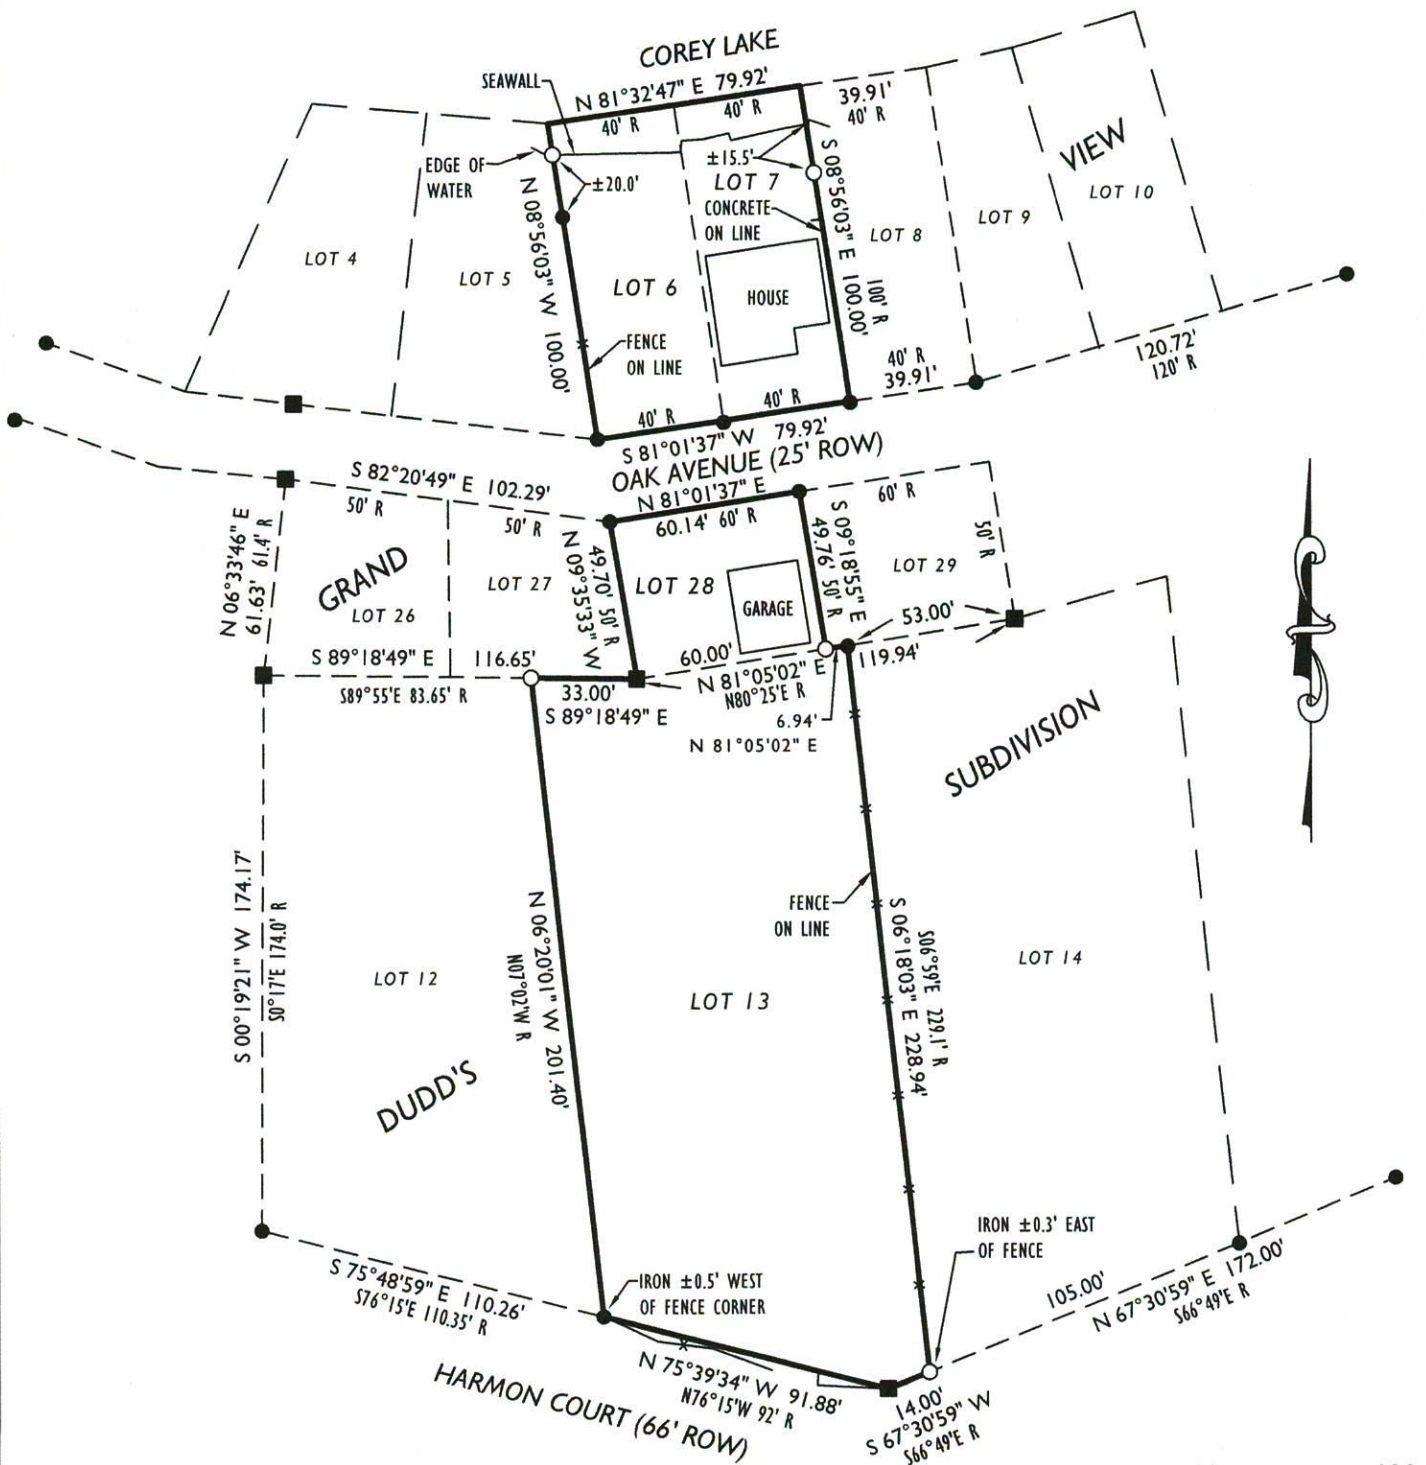 COREY LAKE
SEAWALL
N 81°32'47" E 79.92'
40' R
40' R
39.91'
40' R
EDGE OF
WATER
±20.0'
±15.5'
LOT 7
CONCRETE
ON LINE
S 08°56'03" E 100.00'
100' R
VIEW
LOT 10
LOT 9
LOT 8
LOT 4
LOT 5
N 08°56'03" W 100.00'
LOT 6
HOUSE
FENCE
ON LINE
40' R
39.91'
120.72'
120' R
40' R
40' R
S 81°01'37" W 79.92'
OAK AVENUE (25' ROW)
S 82°20'49" E 102.29'
50' R
50' R
N 81°01'37" E
60.14' 60' R
60' R
50' R
N 06°33'46" E
61.63' 61.4' R
GRAND
LOT 26
LOT 27
49.70' 50' R
N 09°35'33" W
LOT 28
GARAGE
S 09°18'55" E
49.76' 50' R
LOT 29
53.00'
S 89°18'49" E 116.65'
S89°55'E 83.65' R
33.00'
S 89°18'49" E
60.00'
N 81°05'02" E
N80°25'E R
119.94'
6.94'
N 81°05'02" E
SUBDIVISION
S 00°19'21" W 174.17'
S0°17'E 174.0' R
LOT 12
N 06°20'01" W 201.40'
N07°02'W R
LOT 13
FENCE
ON LINE
S06°59'E 229.1' R
S 06°18'03" E 228.94'
LOT 14
DUDD'S
IRON ±0.3' EAST
OF FENCE
IRON ±0.5' WEST
OF FENCE CORNER
S 75°48'59" E 110.26'
S76°15'E 110.35' R
105.00'
N 67°30'59" E 172.00'
S66°49'E R
N 75°39'34" W 91.88'
N76°15'W 92' R
HARMON COURT (66' ROW)
14.00'
S 67°30'59" W
S66°49'E R